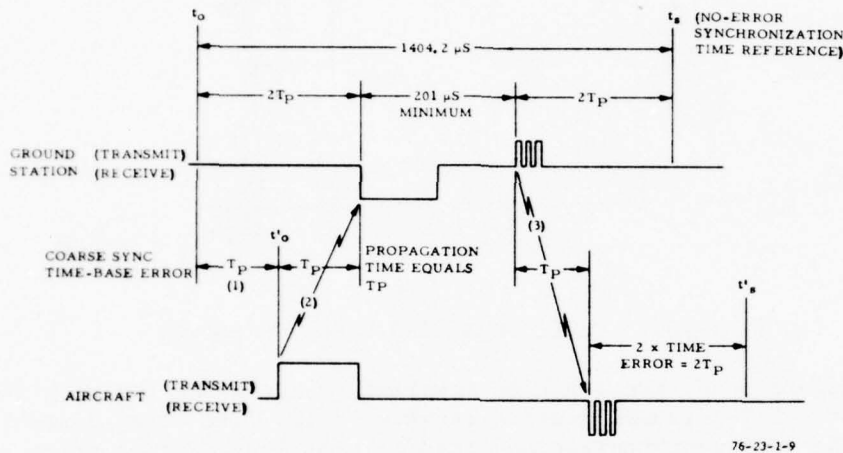 t₀
tₛ (NO-ERROR
SYNCHRONIZATION
TIME REFERENCE)
1404.2 μS
2Tₚ
201 μS
MINIMUM
2Tₚ
GROUND (TRANSMIT)
STATION (RECEIVE)
COARSE SYNC
TIME-BASE ERROR
Tₚ
(1)
t'₀
Tₚ
(2)
PROPAGATION
TIME EQUALS
TP
(3)
Tₚ
t'ₛ
2 × TIME
ERROR = 2Tₚ
AIRCRAFT (TRANSMIT)
(RECEIVE)
76-23-1-9